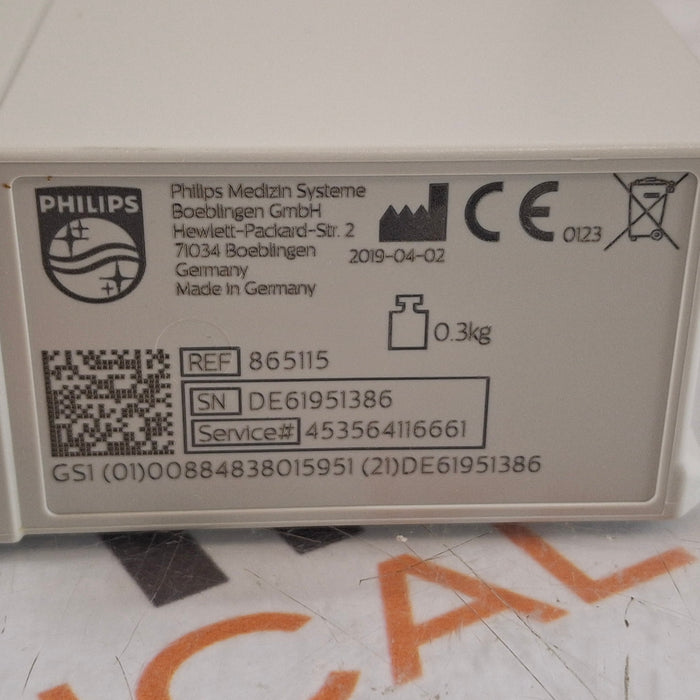 PHILIPS
Philips Medizin Systeme
Boeblingen GmbH
Hewlett-Packard-Str. 2
71034 Boeblingen
Germany
Made in Germany
2019-04-02
CE 0123
0.3kg
REF 865115
SN DE61951386
Service# 453564116661
GS1 (01)00884838015951 (21)DE61951386
ICAL